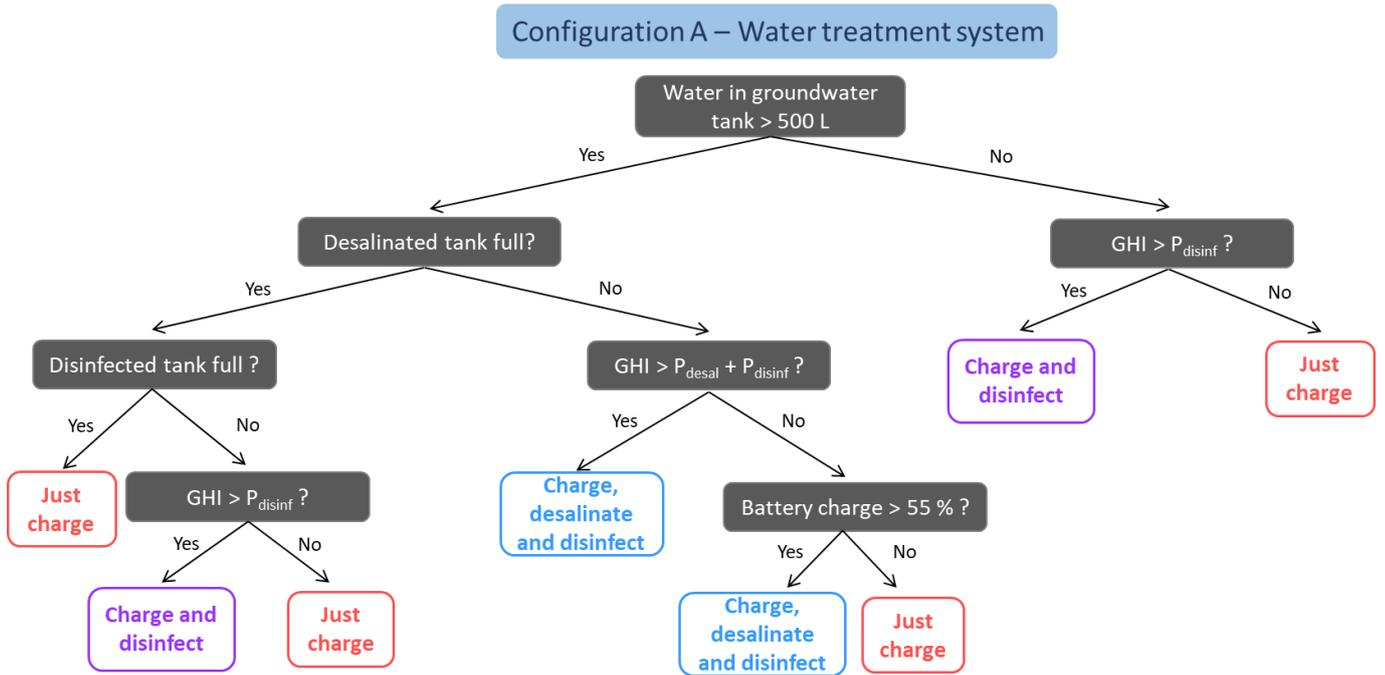 Configuration A – Water treatment system
Water in groundwater
tank > 500 L
Yes
No
Desalinated tank full?
GHI > Pdisinf ?
Yes
No
Yes
No
Disinfected tank full ?
GHI > Pdesal + Pdisinf ?
Charge and
disinfect
Just
charge
Yes
No
Yes
No
Just
charge
GHI > Pdisinf ?
Charge,
desalinate
and disinfect
Battery charge > 55 % ?
Yes
No
Yes
No
Charge and
disinfect
Just
charge
Charge,
desalinate
and disinfect
Just
charge